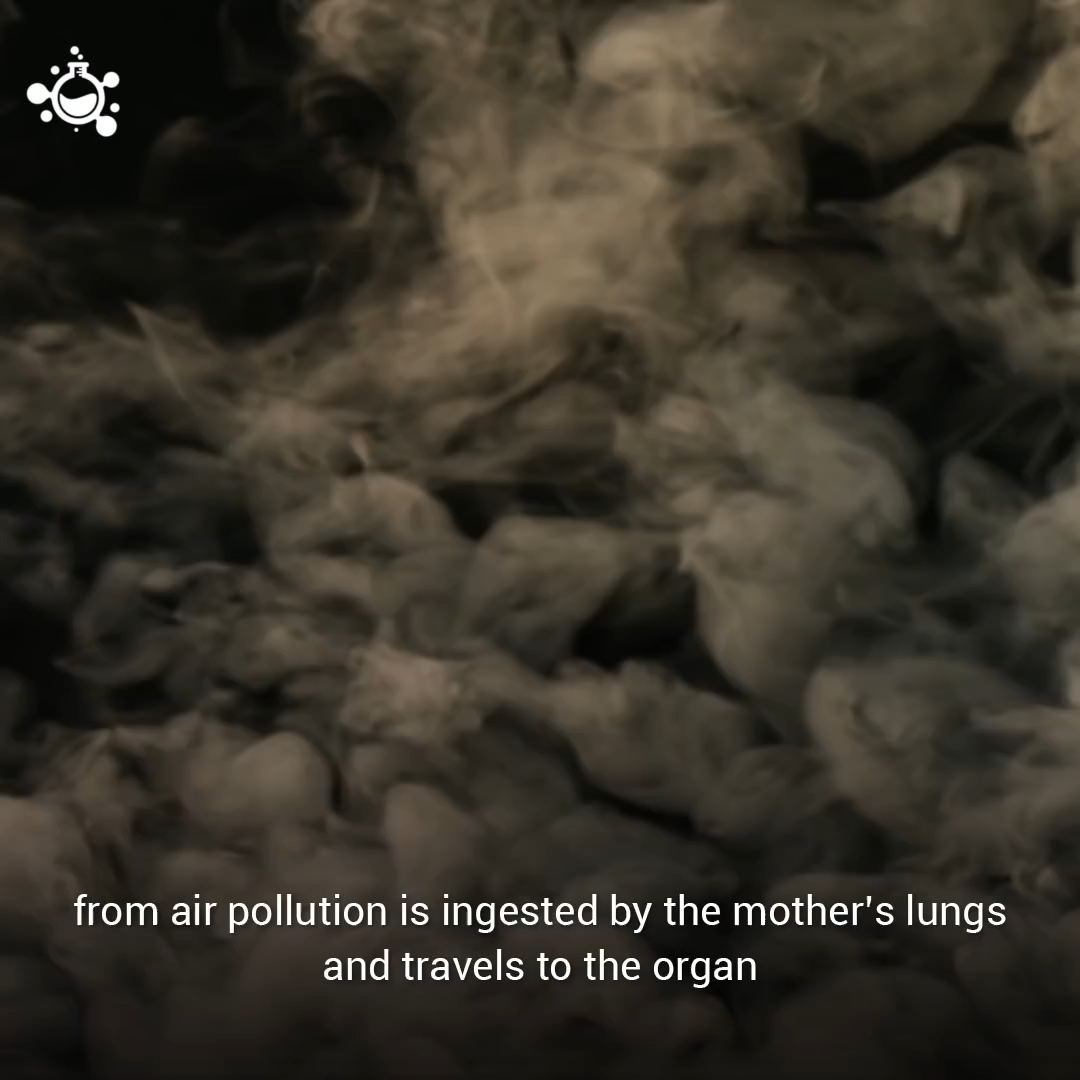 from air pollution is ingested by the mother's lungs
and travels to the organ